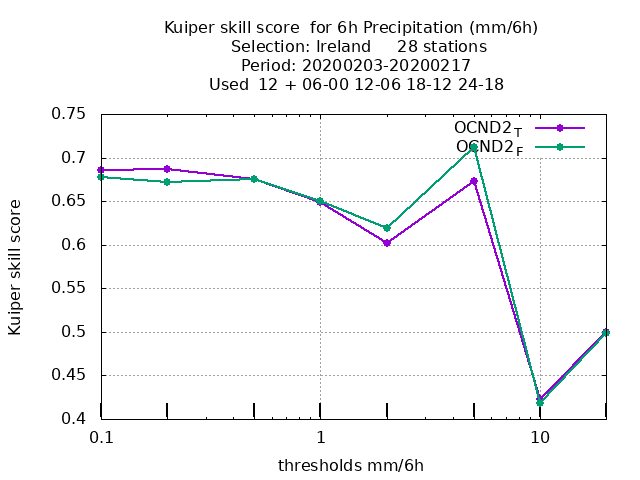 Kuiper skill score  for 6h Precipitation (mm/6h)
Selection: Ireland     28 stations
Period: 20200203-20200217
Used  12 + 06-00 12-06 18-12 24-18
OCND2T
OCND2F
0.75
0.7
0.65
0.6
0.55
0.5
0.45
0.4
Kuiper skill score
0.1 1 10
thresholds mm/6h